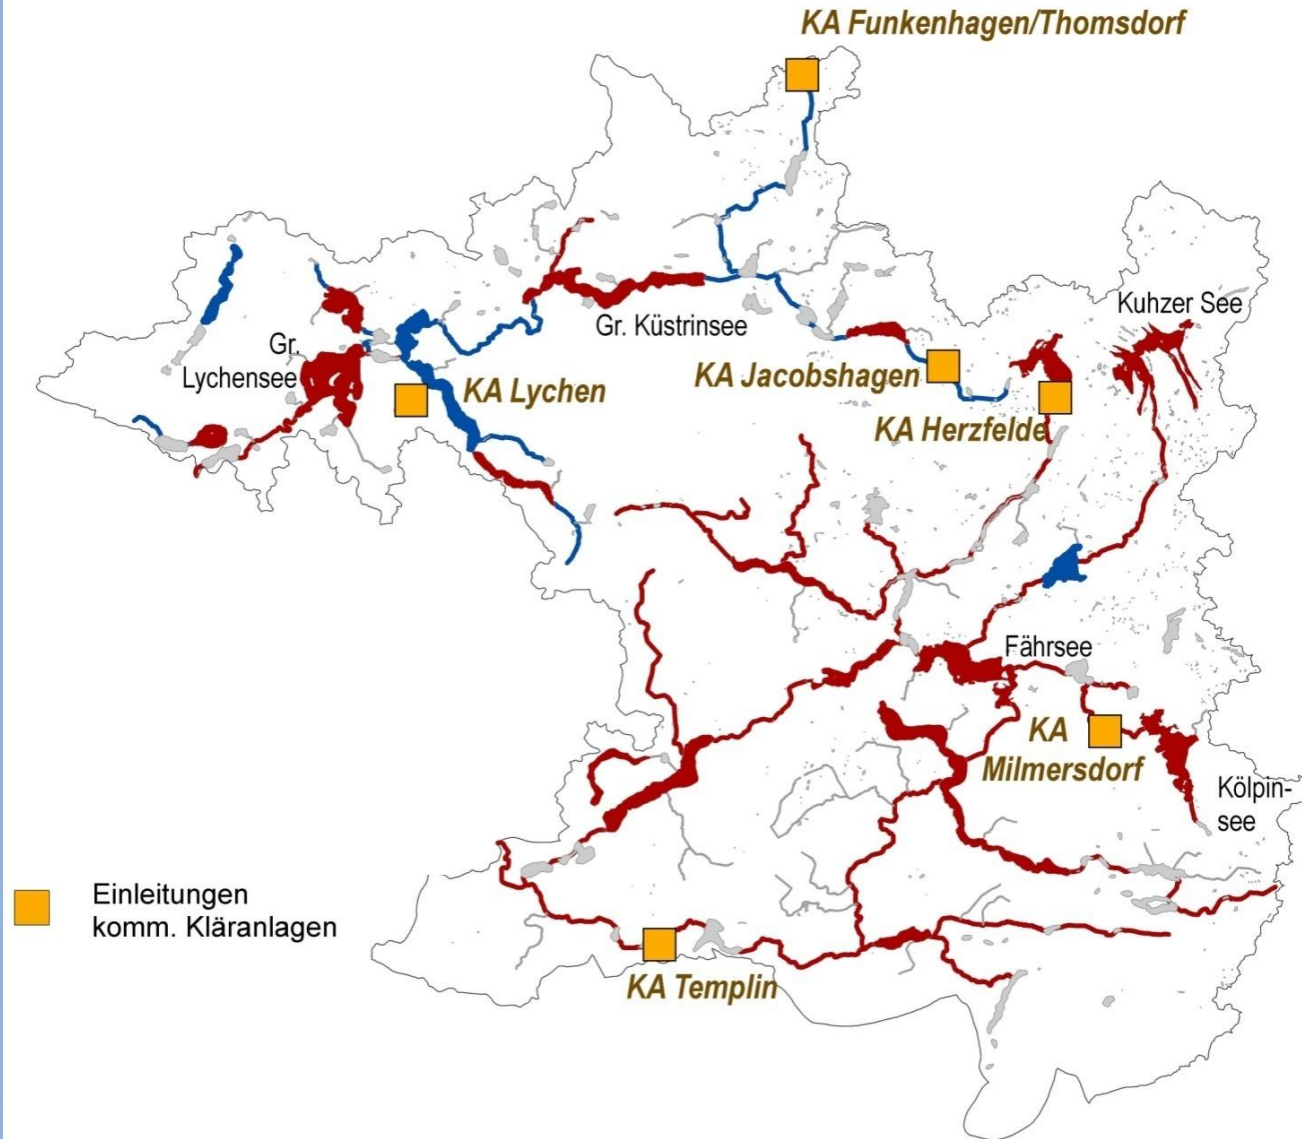 KA Funkenhagen/Thomsdorf
Kuhzer See
Gr. Küstrinsee
Gr.
Lychensee
KA Jacobshagen
KA Lychen
KA Herzfelde
Fährsee
KA
Milmersdorf
Kölpin-
see
Einleitungen
komm. Kläranlagen
KA Templin